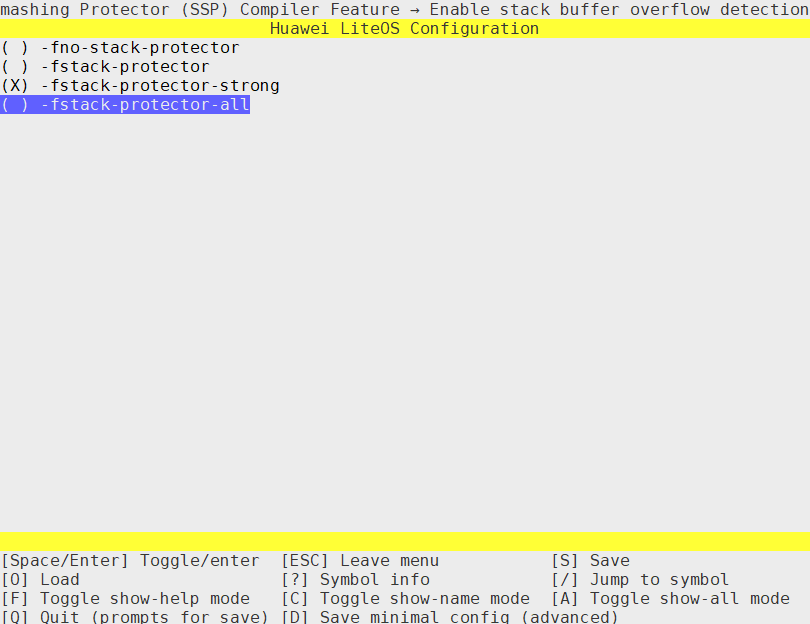 mashing Protector (SSP) Compiler Feature → Enable stack buffer overflow detection
Huawei LiteOS Configuration
( ) -fno-stack-protector
( ) -fstack-protector
(X) -fstack-protector-strong
( ) -fstack-protector-all
[Space/Enter] Toggle/enter [ESC] Leave menu [S] Save
[O] Load [?] Symbol info [/] Jump to symbol
[F] Toggle show-help mode [C] Toggle show-name mode [A] Toggle show-all mode
[Q] Quit (prompts for save) [D] Save minimal config (advanced)